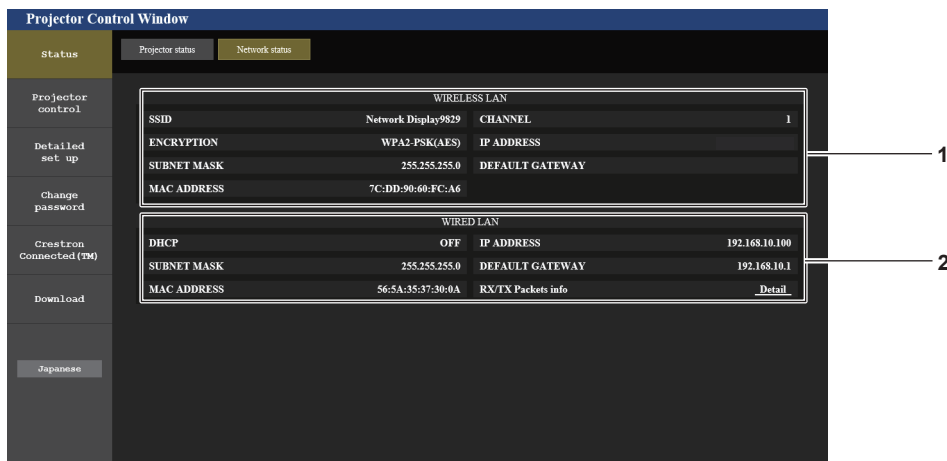 Projector Control Window
Status
Projector status
Network status
Projector
control
Detailed
set up
Change
password
Crestron
Connected(TM)
Download
Japanese
WIRELESS LAN
SSID Network Display9829 CHANNEL 1
ENCRYPTION WPA2-PSK(AES) IP ADDRESS
SUBNET MASK 255.255.255.0 DEFAULT GATEWAY
MAC ADDRESS 7C:DD:90:60:FC:A6
1
WIRED LAN
DHCP OFF IP ADDRESS 192.168.10.100
SUBNET MASK 255.255.255.0 DEFAULT GATEWAY 192.168.10.1
MAC ADDRESS 56:5A:35:37:30:0A RX/TX Packets info Detail
2